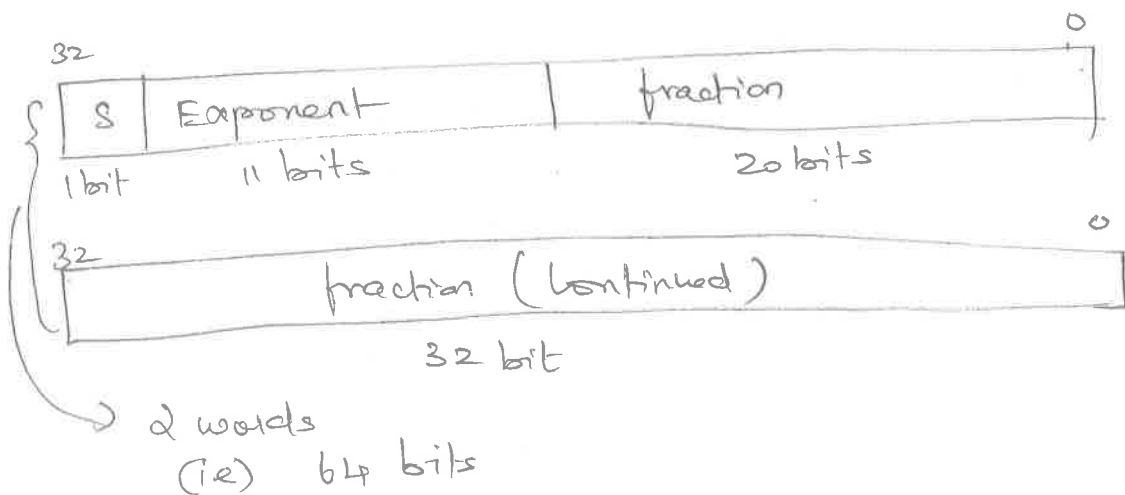 32 0
S Exponent fraction
1 bit 11 bits 20 bits
32 0
fraction (Continued)
32 bit
2 words
(ie) 64 bits